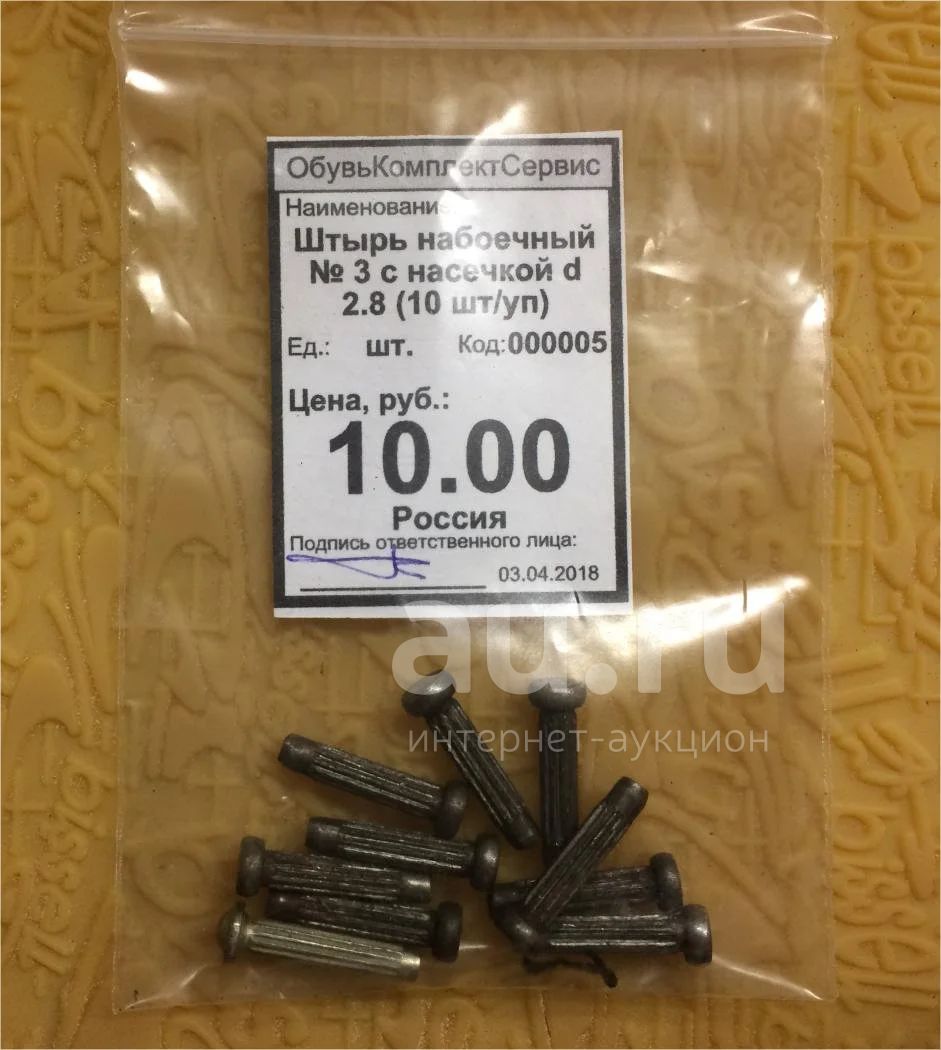 ОбувьКомплектСервис
Наименование:
Штырь набоечный
№ 3 с насечкой d
2.8 (10 шт/уп)
Ед.: шт. Код:000005
Цена, руб.:
10.00
Россия
Подпись ответственного лица:
03.04.2018
au.ru
интернет-аукцион